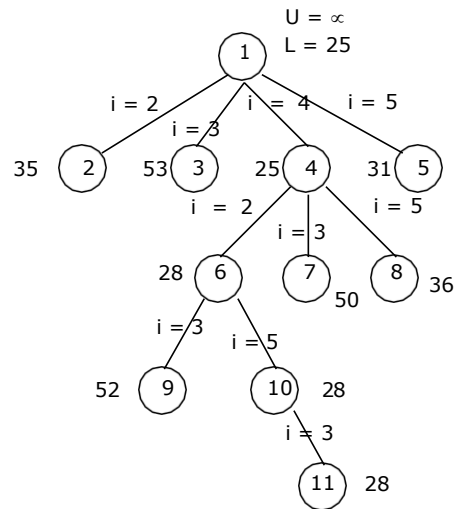 U = ∝
L = 25
1
i = 2
i = 3
i = 4
i = 5
35
2
53
3
25
4
31
5
i = 2
i = 3
i = 5
28
6
7
50
8
36
i = 3
i = 5
52
9
10
28
i = 3
11
28